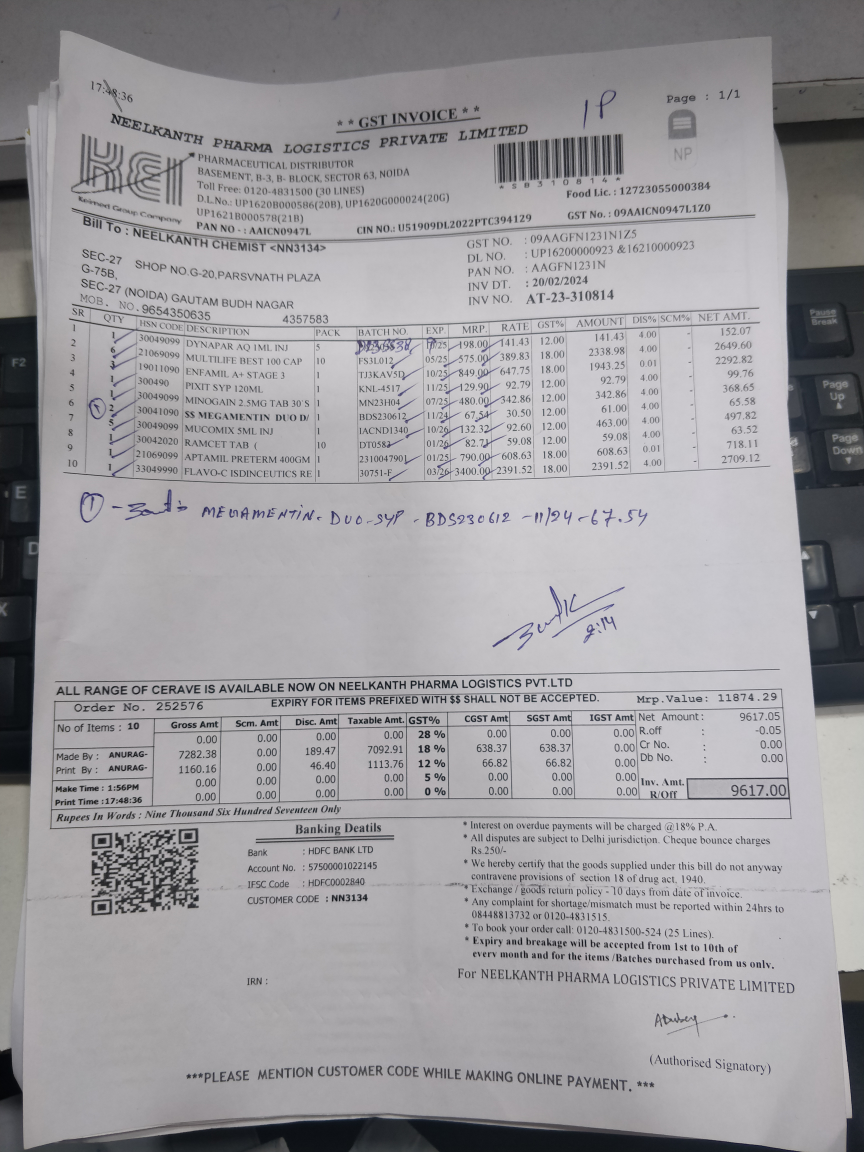 17:48:36
* * GST INVOICE * *
1P
Page : 1/1
NEELKANTH PHARMA LOGISTICS PRIVATE LIMITED
KEI
Keimed Group Company
PHARMACEUTICAL DISTRIBUTOR
BASEMENT, B-3, B- BLOCK, SECTOR 63, NOIDA
Toll Free: 0120-4831500 (30 LINES)
D.L.No.: UP1620B000586(20B), UP1620G000024(20G)
UP1621B000578(21B)
PAN NO - : AAICN0947L
CIN NO.: U51909DL2022PTC394129
* S B 3 1 0 8 1 4 *
NP
Food Lic. : 12723055000384
GST No. : 09AAICN0947L1Z0
Bill To : NEELKANTH CHEMIST <NN3134>
SEC-27 SHOP NO.G-20,PARSVNATH PLAZA
G-75B,
SEC-27 (NOIDA) GAUTAM BUDH NAGAR
MOB. NO. 9654350635 4357583
GST NO. : 09AAGFN1231N1Z5
DL NO. : UP16200000923 &16210000923
PAN NO. : AAGFN1231N
INV DT. : 20/02/2024
INV NO. AT-23-310814
SR QTY HSN CODE DESCRIPTION PACK BATCH NO. EXP. MRP. RATE GST% AMOUNT DIS% SCM% NET AMT.
1 1 30049099 DYNAPAR AQ 1ML INJ 5 198.00 141.43 12.00 141.43 4.00 - 152.07
2 6 21069099 MULTILIFE BEST 100 CAP 10 FS3L012 05/25 575.00 389.83 18.00 2338.98 4.00 - 2649.60
3 19011090 ENFAMIL A+ STAGE 3 1 TJ3KAV5D 10/25 849.00 647.75 18.00 1943.25 0.01 - 2292.82
4 1 300490 PIXIT SYP 120ML 1 KNL-4517 11/25 129.90 92.79 12.00 92.79 4.00 - 99.76
5 1 30049099 MINOGAIN 2.5MG TAB 30'S 1 MN23H04 07/25 480.00 342.86 12.00 342.86 4.00 - 368.65
6 2 30041090 $$ MEGAMENTIN DUO D/ 1 BDS230612 11/24 67.54 30.50 12.00 61.00 4.00 - 65.58
7 5 30049099 MUCOMIX 5ML INJ 1 IACND1340 10/26 132.32 92.60 12.00 463.00 4.00 - 497.82
8 1 30042020 RAMCET TAB ( 10 DT0583 01/26 82.71 59.08 12.00 59.08 4.00 - 63.52
9 1 21069099 APTAMIL PRETERM 400GM 1 231004790 01/25 790.00 608.63 18.00 608.63 0.01 - 718.11
10 1 33049990 FLAVO-C ISDINCEUTICS RE 1 30751-F 03/26 3400.00 2391.52 18.00 2391.52 4.00 - 2709.12
1 - MEGAMENTIN - DUO - SYP - BDS230612 - 11/24 - 67.54
ALL RANGE OF CERAVE IS AVAILABLE NOW ON NEELKANTH PHARMA LOGISTICS PVT.LTD
Order No. 252576 EXPIRY FOR ITEMS PREFIXED WITH $$ SHALL NOT BE ACCEPTED. Mrp.Value: 11874.29
No of Items : 10
Made By : ANURAG-
Print By : ANURAG-
Make Time : 1:56PM
Print Time :17:48:36
Gross Amt Scm. Amt Disc. Amt Taxable Amt. GST% CGST Amt SGST Amt IGST Amt
0.00 0.00 0.00 0.00 28 % 0.00 0.00 0.00
7282.38 0.00 189.47 7092.91 18 % 638.37 638.37 0.00
1160.16 0.00 46.40 1113.76 12 % 66.82 66.82 0.00
0.00 0.00 0.00 0.00 5 % 0.00 0.00 0.00
0.00 0.00 0.00 0.00 0 % 0.00 0.00 0.00
Net Amount : 9617.05
R.off -0.05
Cr No. : 0.00
Db No. : 0.00
Inv. Amt. R/Off 9617.00
Rupees In Words : Nine Thousand Six Hundred Seventeen Only
Banking Deatils
Bank : HDFC BANK LTD
Account No. : 57500001022145
IFSC Code : HDFC0002840
CUSTOMER CODE : NN3134
* Interest on overdue payments will be charged @18% P.A.
* All disputes are subject to Delhi jurisdiction. Cheque bounce charges
Rs.250/-
* We hereby certify that the goods supplied under this bill do not anyway
contravene provisions of section 18 of drug act, 1940.
* Exchange / goods return policy - 10 days from date of invoice.
* Any complaint for shortage/mismatch must be reported within 24hrs to
08448813732 or 0120-4831515.
* To book your order call: 0120-4831500-524 (25 Lines).
* Expiry and breakage will be accepted from 1st to 10th of
every month and for the items /Batches purchased from us only.
For NEELKANTH PHARMA LOGISTICS PRIVATE LIMITED
IRN :
ADubey
(Authorised Signatory)
***PLEASE MENTION CUSTOMER CODE WHILE MAKING ONLINE PAYMENT. ***
F2
E
D
X
Pause
Break
Page
Up
Page
Down